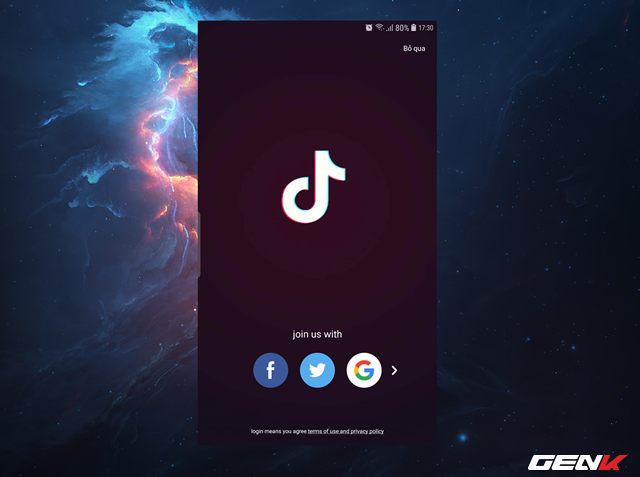 80% 17:30
Bỏ qua
join us with
login means you agree terms of use and privacy policy
GENK